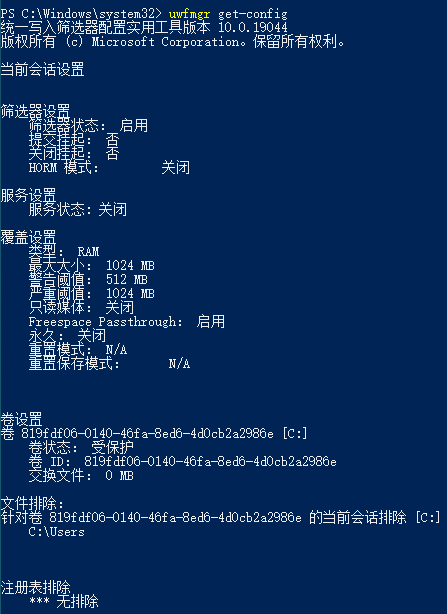 PS C:\Windows\system32> uwfmgr get-config
统一写入筛选器配置实用工具版本 10.0.19044
版权所有 (c) Microsoft Corporation。保留所有权利。
当前会话设置
筛选器设置
筛选器状态: 启用
提交挂起: 否
关闭挂起: 否
HORM 模式: 关闭
服务设置
服务状态: 关闭
覆盖设置
类型: RAM
最大大小: 1024 MB
警告阈值: 512 MB
严重阈值: 1024 MB
只读媒体: 关闭
Freespace Passthrough: 启用
永久: 关闭
重置模式: N/A
重置保存模式: N/A
卷设置
卷 819fdf06-0140-46fa-8ed6-4d0cb2a2986e [C:]
卷状态: 受保护
卷 ID: 819fdf06-0140-46fa-8ed6-4d0cb2a2986e
交换文件: 0 MB
文件排除:
针对卷 819fdf06-0140-46fa-8ed6-4d0cb2a2986e 的当前会话排除 [C:]
C:\Users
注册表排除
*** 无排除